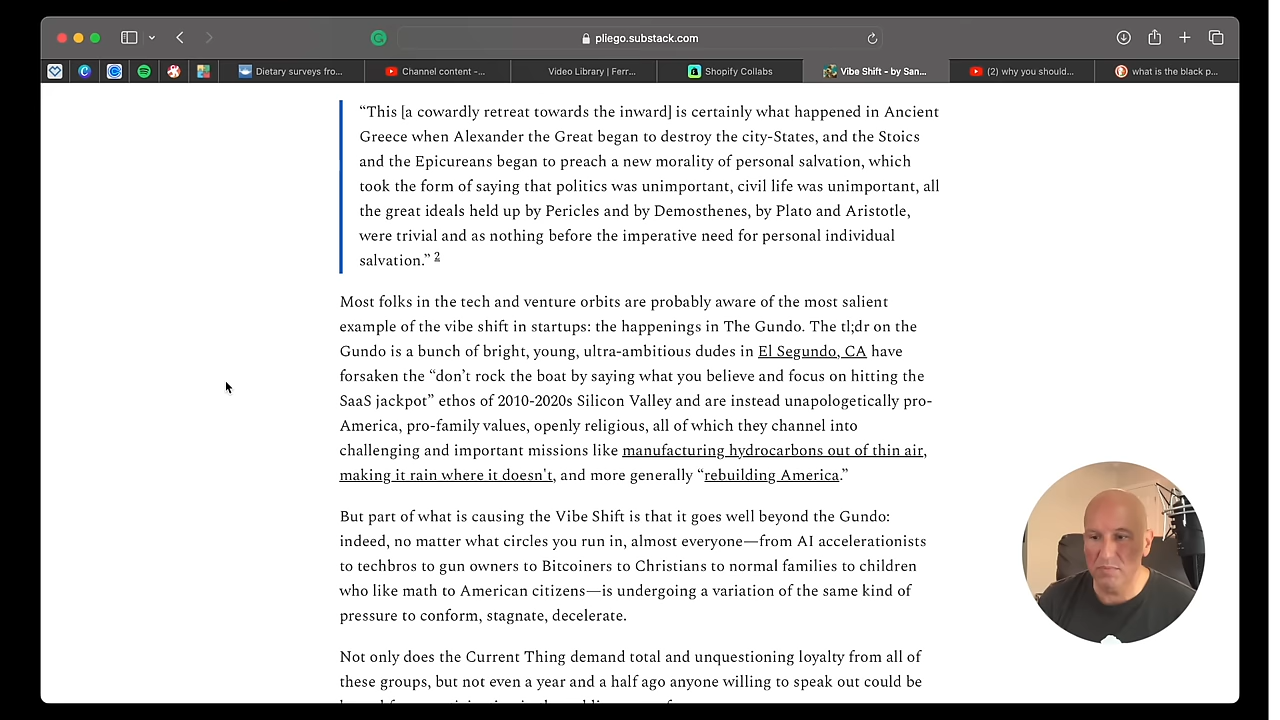 pliego.substack.com
Dietary surveys fro...
Channel content -...
Video Library | Ferr...
Shopify Collabs
Vibe Shift - by San...
(2) why you should...
what is the black p...
“This [a cowardly retreat towards the inward] is certainly what happened in Ancient
Greece when Alexander the Great began to destroy the city-States, and the Stoics
and the Epicureans began to preach a new morality of personal salvation, which
took the form of saying that politics was unimportant, civil life was unimportant, all
the great ideals held up by Pericles and by Demosthenes, by Plato and Aristotle,
were trivial and as nothing before the imperative need for personal individual
salvation.” 2
Most folks in the tech and venture orbits are probably aware of the most salient
example of the vibe shift in startups: the happenings in The Gundo. The tl;dr on the
Gundo is a bunch of bright, young, ultra-ambitious dudes in El Segundo, CA have
forsaken the “don’t rock the boat by saying what you believe and focus on hitting the
SaaS jackpot” ethos of 2010-2020s Silicon Valley and are instead unapologetically pro-
America, pro-family values, openly religious, all of which they channel into
challenging and important missions like manufacturing hydrocarbons out of thin air,
making it rain where it doesn't, and more generally “rebuilding America.”
But part of what is causing the Vibe Shift is that it goes well beyond the Gundo:
indeed, no matter what circles you run in, almost everyone—from AI accelerationists
to techbros to gun owners to Bitcoiners to Christians to normal families to children
who like math to American citizens—is undergoing a variation of the same kind of
pressure to conform, stagnate, decelerate.
Not only does the Current Thing demand total and unquestioning loyalty from all of
these groups, but not even a year and a half ago anyone willing to speak out could be